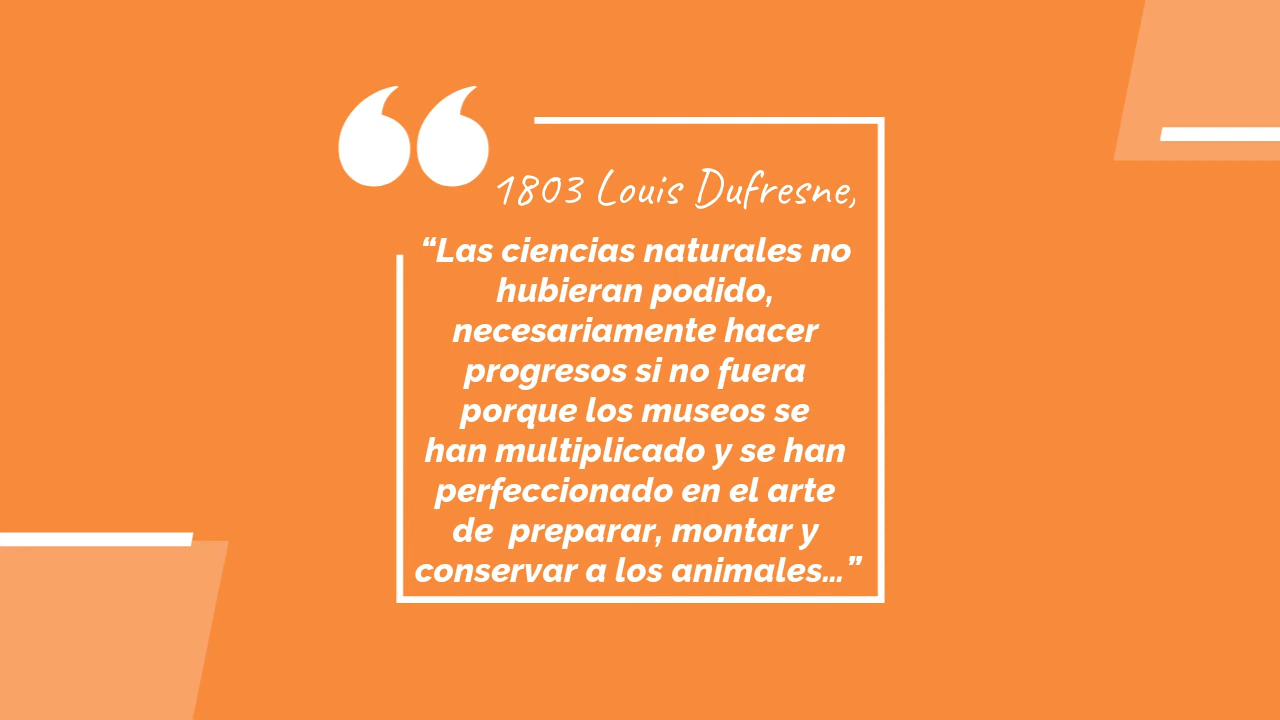 1803 Louis Dufresne,
“Las ciencias naturales no
hubieran podido,
necesariamente hacer
progresos si no fuera
porque los museos se
han multiplicado y se han
perfeccionado en el arte
de  preparar, montar y
conservar a los animales...”